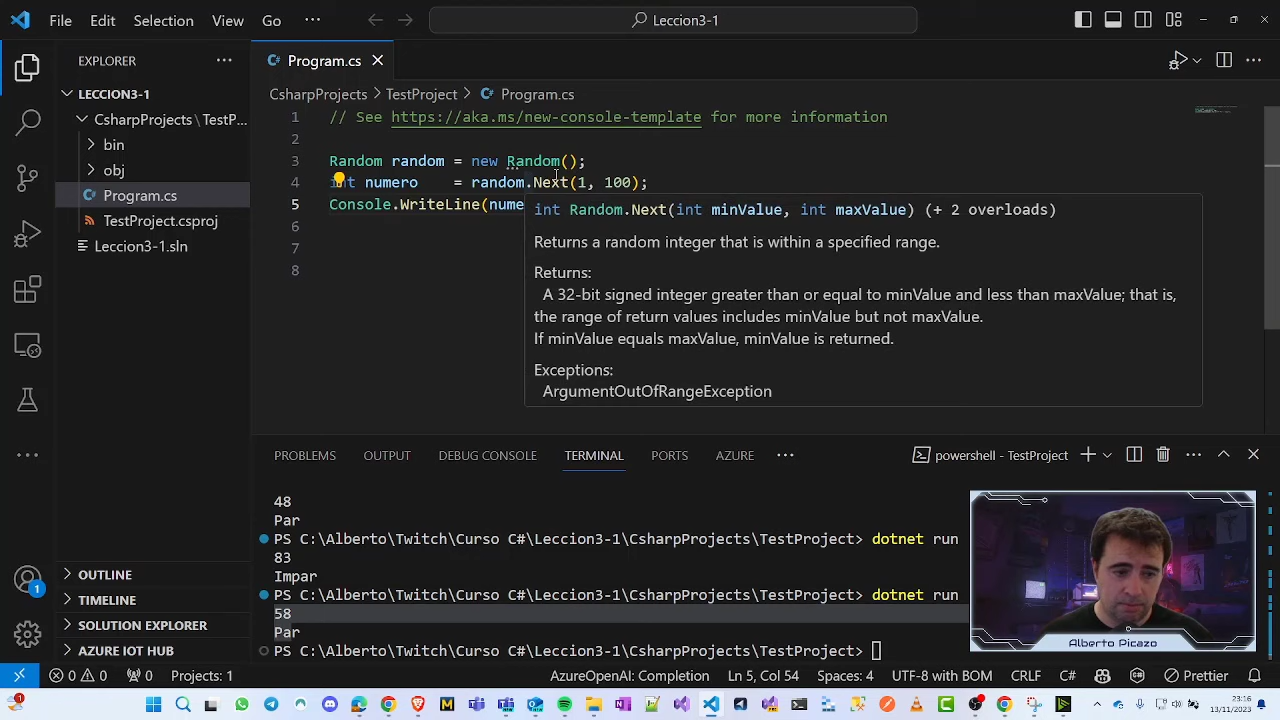 File Edit Selection View Go Leccion3-1
EXPLORER
LECCION3-1
CsharpProjects \ TestP...
bin
obj
Program.cs
TestProject.csproj
Leccion3-1.sln
OUTLINE
TIMELINE
SOLUTION EXPLORER
AZURE IOT HUB
Program.cs
CsharpProjects > TestProject > Program.cs
1 // See https://aka.ms/new-console-template for more information
2
3 Random random = new Random();
4 int numero = random.Next(1, 100);
5 Console.WriteLine(nume
6
7
8
int Random.Next(int minValue, int maxValue) (+ 2 overloads)
Returns a random integer that is within a specified range.
Returns:
A 32-bit signed integer greater than or equal to minValue and less than maxValue; that is,
the range of return values includes minValue but not maxValue.
If minValue equals maxValue, minValue is returned.
Exceptions:
ArgumentOutOfRangeException
PROBLEMS OUTPUT DEBUG CONSOLE TERMINAL PORTS AZURE
powershell - TestProject
48
Par
PS C:\Alberto\Twitch\Curso C#\Leccion3-1\CsharpProjects\TestProject> dotnet run
83
Impar
PS C:\Alberto\Twitch\Curso C#\Leccion3-1\CsharpProjects\TestProject> dotnet run
58
Par
PS C:\Alberto\Twitch\Curso C#\Leccion3-1\CsharpProjects\TestProject>
Alberto Picazo
1
0 0 0 Projects: 1 AzureOpenAI: Completion Ln 5, Col 54 Spaces: 4 UTF-8 with BOM CRLF C# Prettier
23:16
13/11/2023